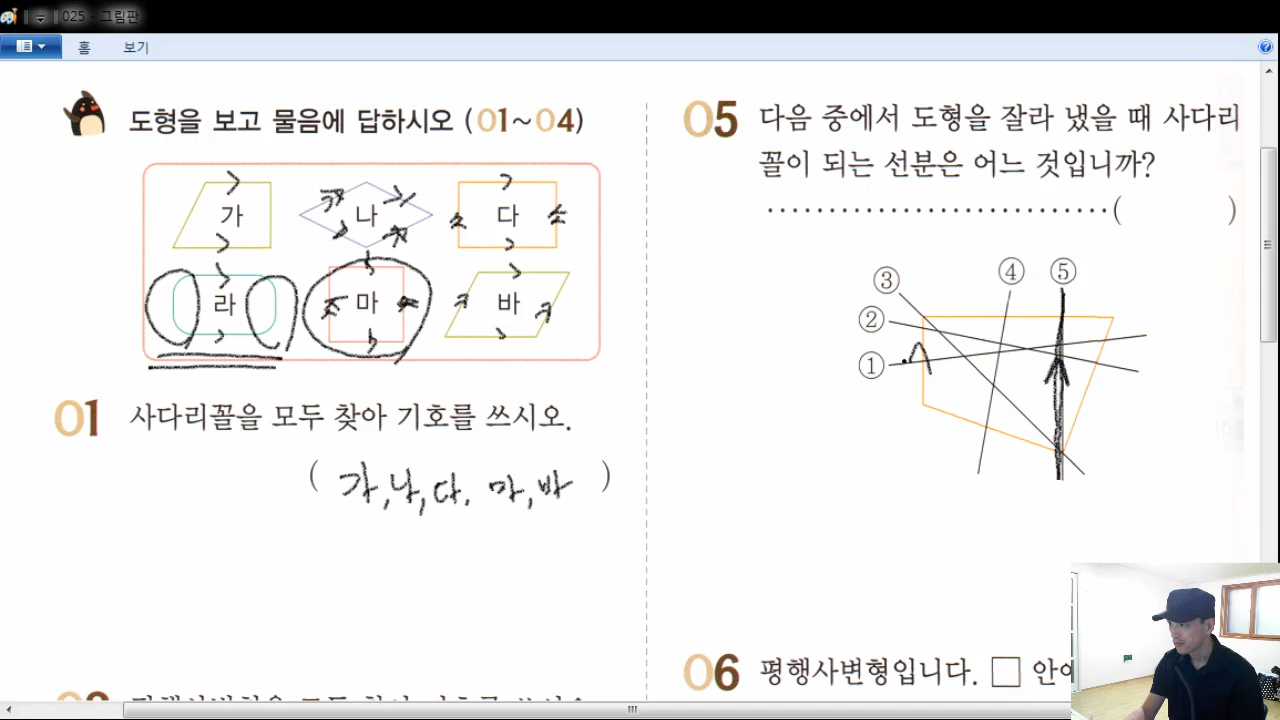 025 - 그림판
홈 보기
도형을 보고 물음에 답하시오 (01~04)
가 나 다
라 마 바
01 사다리꼴을 모두 찾아 기호를 쓰시오.
( 가, 나, 다, 마, 바 )
05 다음 중에서 도형을 잘라 냈을 때 사다리
꼴이 되는 선분은 어느 것입니까?
( )
③ ④ ⑤
②
①
06 평행사변형입니다. □ 안에